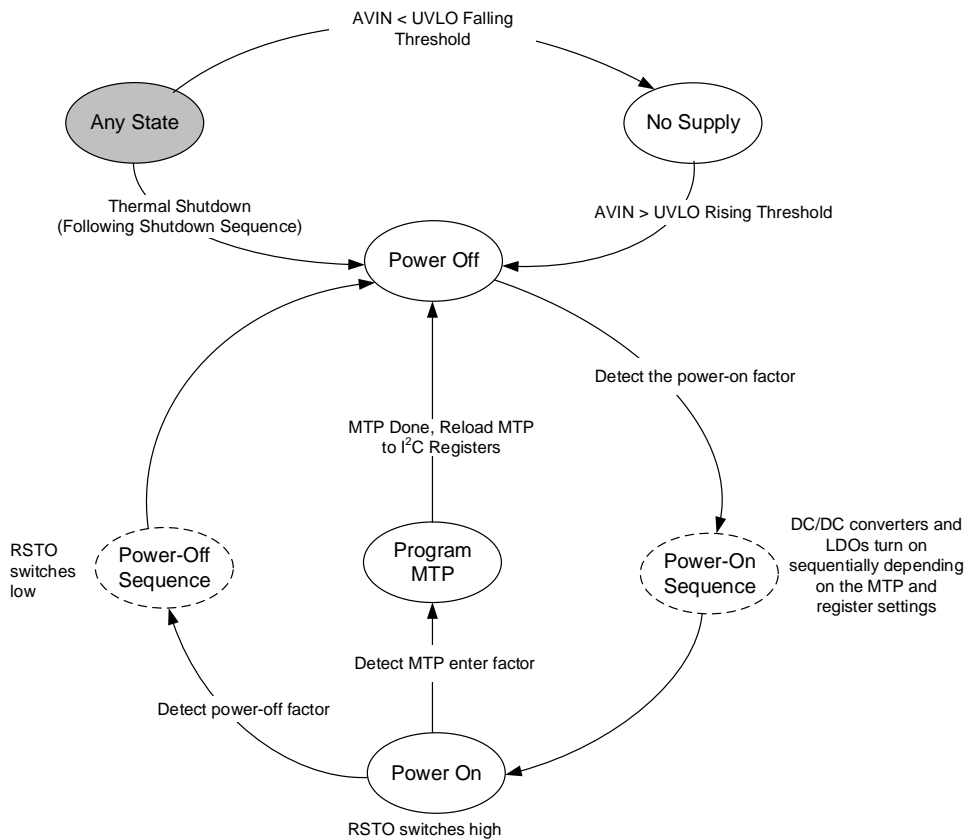 AVIN < UVLO Falling
Threshold
Any State
No Supply
Thermal Shutdown
(Following Shutdown Sequence)
AVIN > UVLO Rising Threshold
Power Off
Detect the power-on factor
MTP Done, Reload MTP
to I²C Registers
RSTO
switches
low
Power-Off
Sequence
Program
MTP
Power-On
Sequence
DC/DC converters and
LDOs turn on
sequentially depending
on the MTP and
register settings
Detect MTP enter factor
Detect power-off factor
Power On
RSTO switches high